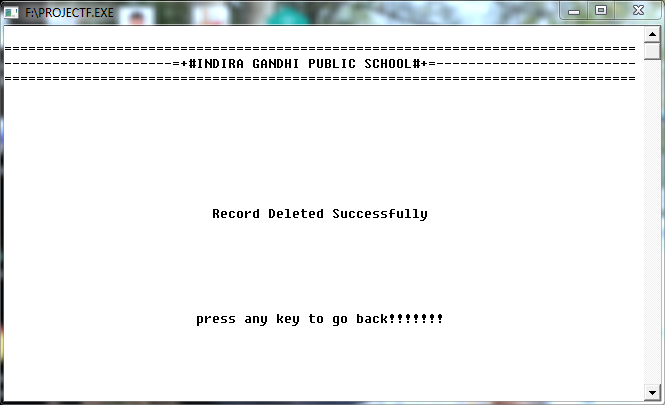 F:\PROJECTF.EXE
===============================================================================
---------------------=+#INDIRA GANDHI PUBLIC SCHOOL#+=-------------------------
===============================================================================
Record Deleted Successfully
press any key to go back!!!!!!!